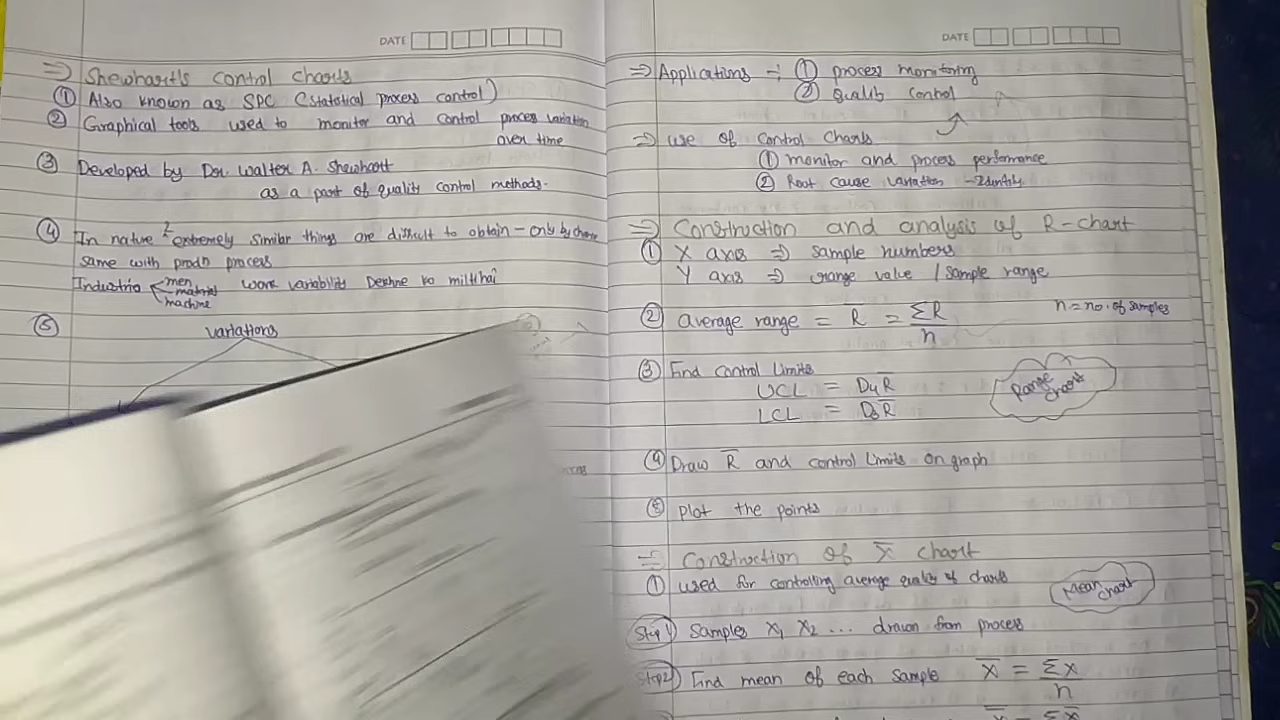 DATE
⇒ Shewhart's control charts
① Also known as SPC (Statistical process control)
② Graphical tools used to monitor and control process variation
over time
③ Developed by Dr. Walter A. Shewhart
as a part of quality control methods.
④ In nature 2 extremely similar things are difficult to obtain - only by chance
same with prodn process
Industria men material machine work variability Dekhne ko miltihai
⑤ variations
DATE
⇒ Applications -: ① process monitoring
② quality control
⇒ use of control charts
① monitor and process performance
② Root cause variation - Identify
⇒ Construction and analysis of R-chart
① X axis ⇒ sample numbers
Y axis ⇒ range value / sample range
② average range = R̅ = ΣR/n n = no. of samples
③ Find control Limits
UCL = D4R̅
LCL = D3R̅
Range chart
④ Draw R̅ and control Limits on graph
⑤ plot the points
⇒ Construction of X̅ chart
① used for controlling average quality of charts
Mean chart
Step 1 Samples X1 X2 ... drawn from process
Step 2 Find mean of each sample X̅ = ΣX/n